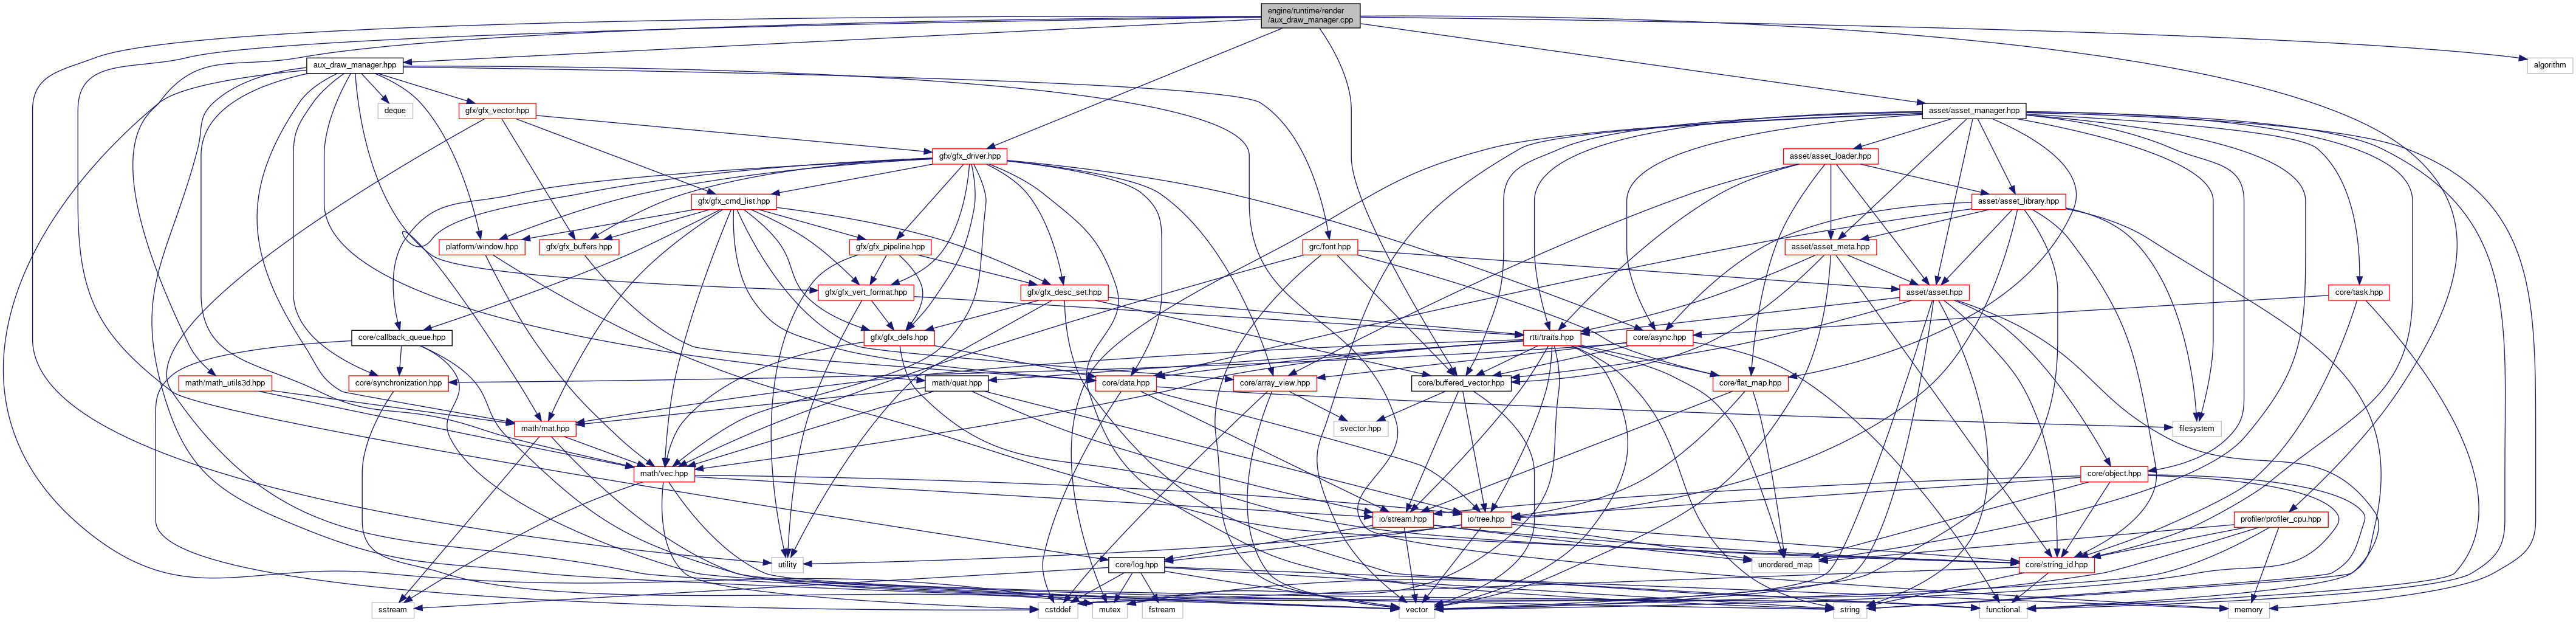 engine/runtime/render
/aux_draw_manager.cpp
aux_draw_manager.hpp
algorithm
deque
gfx/gfx_vector.hpp
asset/asset_manager.hpp
gfx/gfx_driver.hpp
asset/asset_loader.hpp
gfx/gfx_cmd_list.hpp
asset/asset_library.hpp
platform/window.hpp
gfx/gfx_buffers.hpp
gfx/gfx_pipeline.hpp
grc/font.hpp
asset/asset_meta.hpp
gfx/gfx_vert_format.hpp
gfx/gfx_desc_set.hpp
asset/asset.hpp
core/task.hpp
core/callback_queue.hpp
gfx/gfx_defs.hpp
rtti/traits.hpp
core/async.hpp
math/math_utils3d.hpp
core/synchronization.hpp
math/quat.hpp
core/data.hpp
core/array_view.hpp
core/buffered_vector.hpp
core/flat_map.hpp
math/mat.hpp
svector.hpp
filesystem
math/vec.hpp
core/object.hpp
io/stream.hpp
io/tree.hpp
profiler/profiler_cpu.hpp
utility
core/log.hpp
unordered_map
core/string_id.hpp
sstream
cstddef
mutex
fstream
vector
string
functional
memory